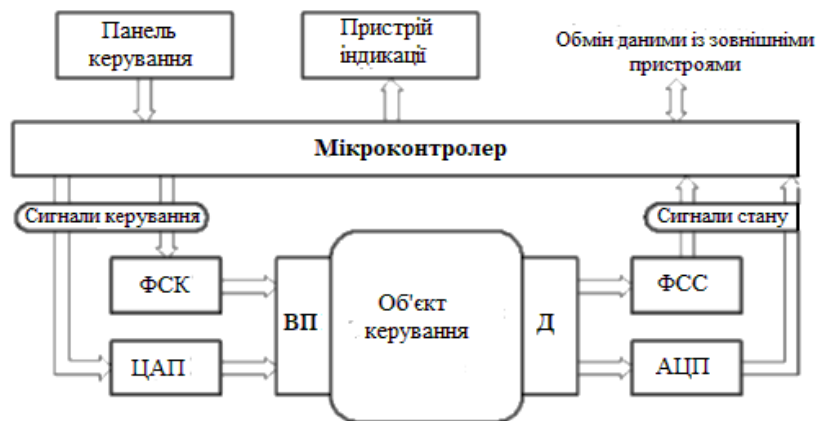 Панель
керування
Пристрій
індикації
Обмін даними із зовнішніми
пристроями
Мікроконтролер
Сигнали керування
Сигнали стану
ФСК
ВП
Об'єкт
керування
Д
ФСС
ЦАП
АЦП